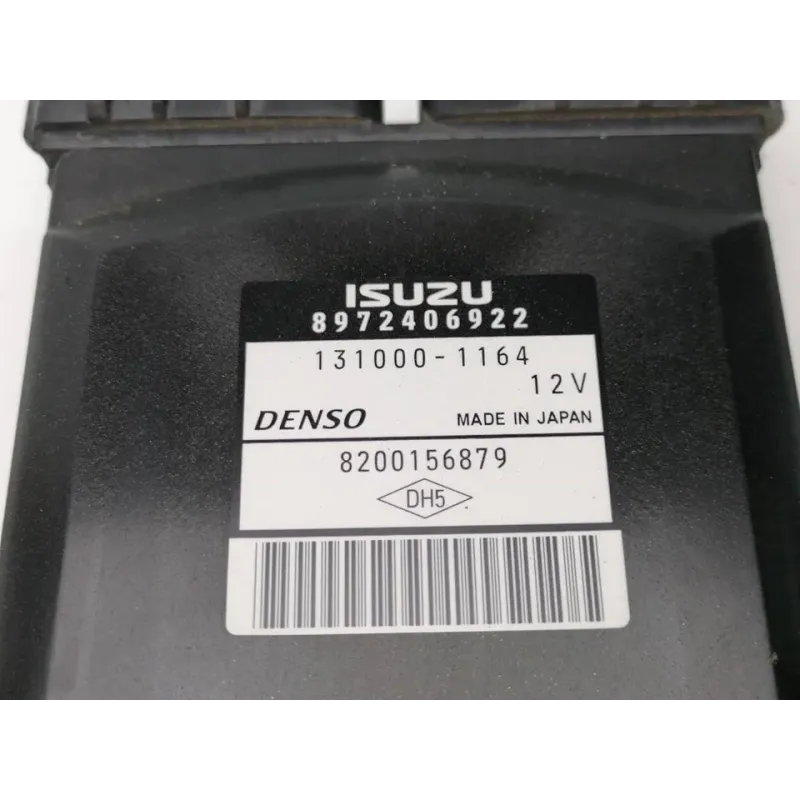 ISUZU
8972406922
131000-1164
12V
DENSO MADE IN JAPAN
8200156879
DH5